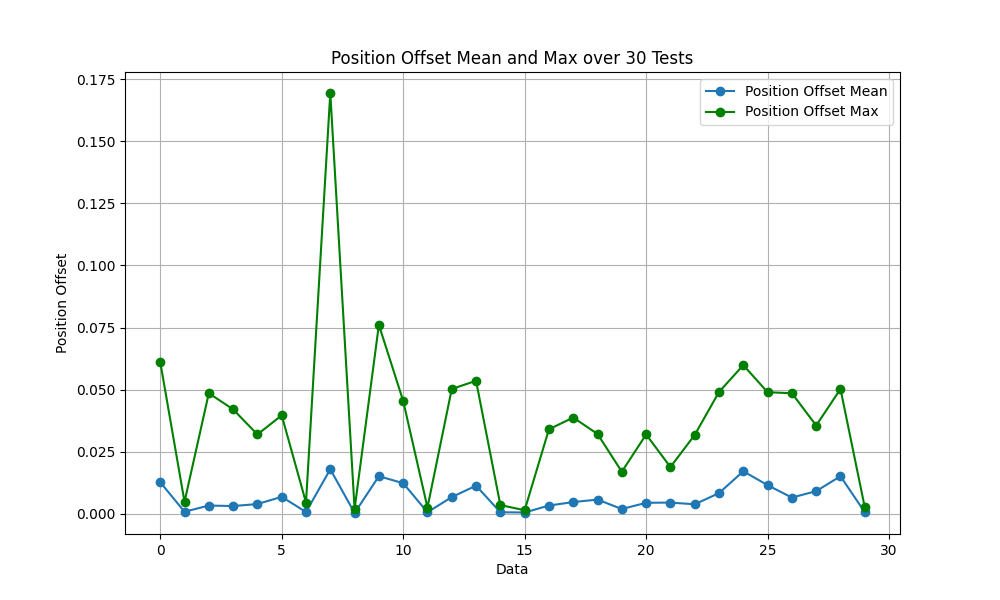 Position Offset Mean and Max over 30 Tests
Position Offset Mean
Position Offset Max
Position Offset
0.175
0.150
0.125
0.100
0.075
0.050
0.025
0.000
0 5 10 15 20 25 30
Data